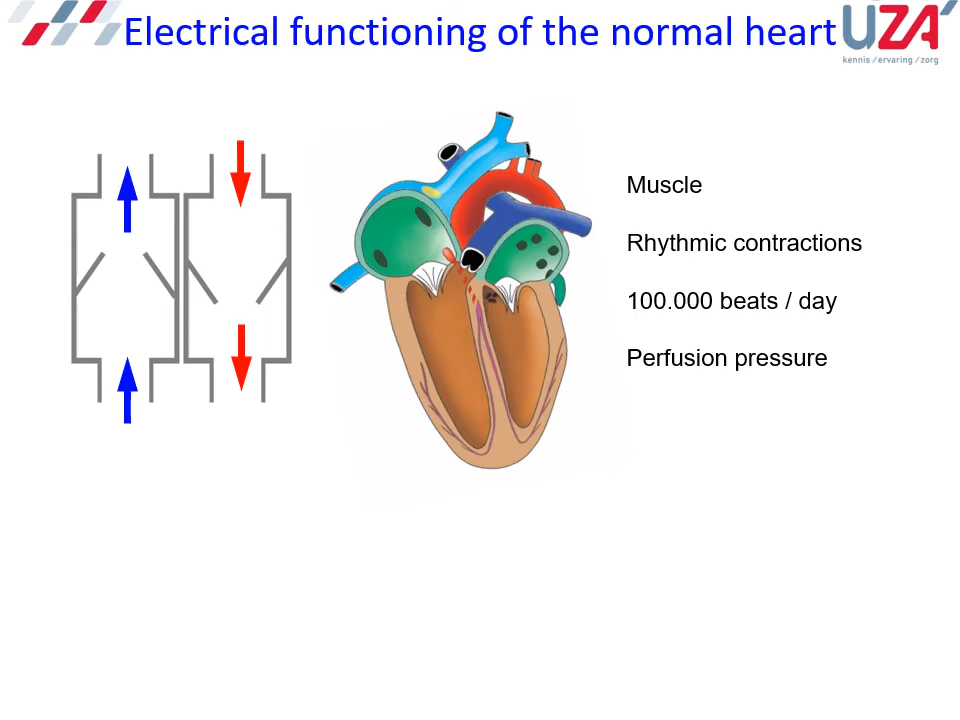 Electrical functioning of the normal heart
UZA'
kennis / ervaring / zorg
Muscle
Rhythmic contractions
100.000 beats / day
Perfusion pressure